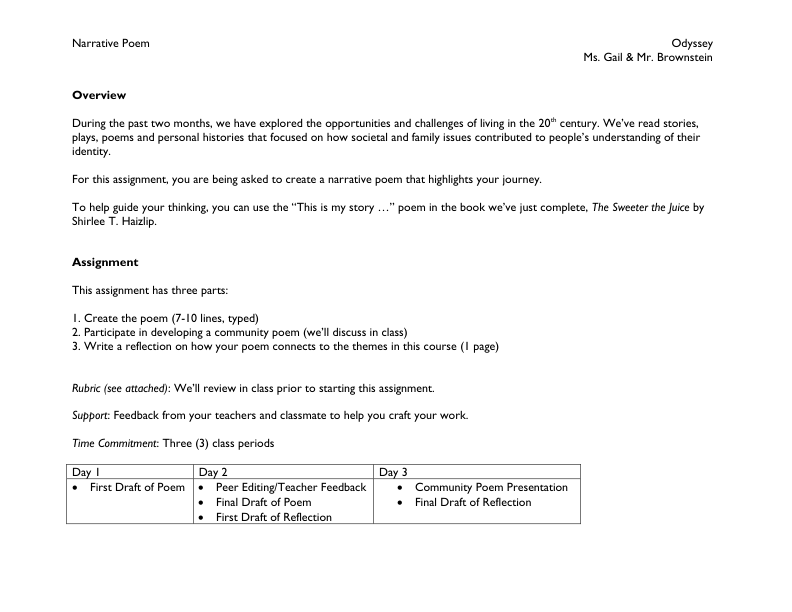 Narrative Poem
Odyssey
Ms. Gail & Mr. Brownstein
Overview
During the past two months, we have explored the opportunities and challenges of living in the 20th century. We've read stories,
plays, poems and personal histories that focused on how societal and family issues contributed to people's understanding of their
identity.
For this assignment, you are being asked to create a narrative poem that highlights your journey.
To help guide your thinking, you can use the “This is my story …” poem in the book we've just complete, The Sweeter the Juice by
Shirlee T. Haizlip.
Assignment
This assignment has three parts:
1. Create the poem (7-10 lines, typed)
2. Participate in developing a community poem (we'll discuss in class)
3. Write a reflection on how your poem connects to the themes in this course (1 page)
Rubric (see attached): We'll review in class prior to starting this assignment.
Support: Feedback from your teachers and classmate to help you craft your work.
Time Commitment: Three (3) class periods
Day 1
• First Draft of Poem
Day 2
• Peer Editing/Teacher Feedback
• Final Draft of Poem
• First Draft of Reflection
Day 3
• Community Poem Presentation
• Final Draft of Reflection